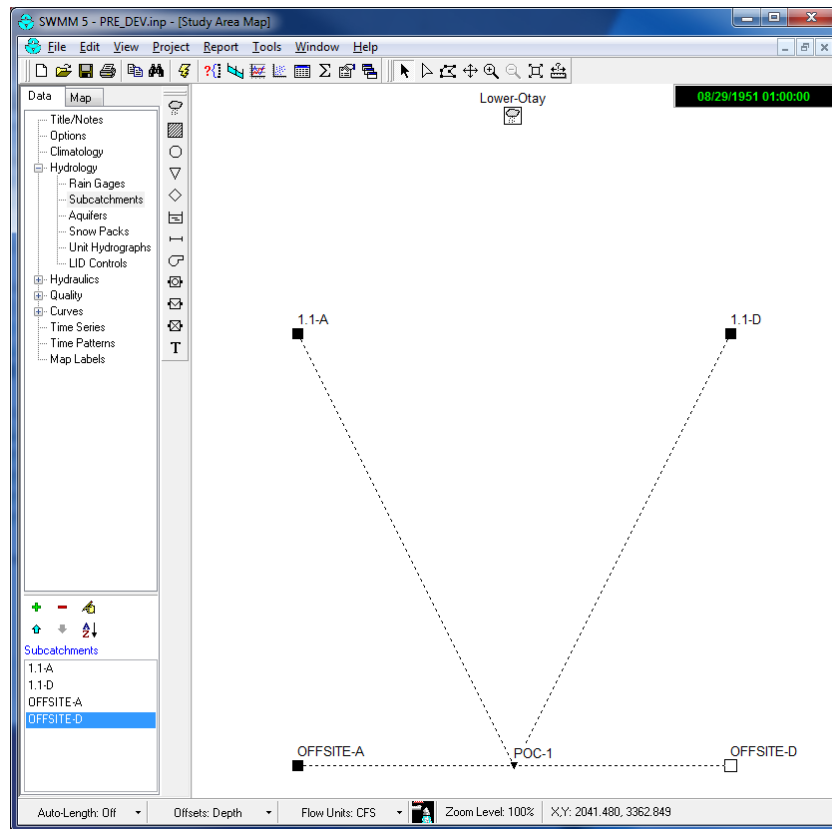 SWMM 5 - PRE_DEV.inp - [Study Area Map]
File Edit View Project Report Tools Window Help
Data Map
08/29/1951 01:00:00
Title/Notes
Options
Climatology
Hydrology
Rain Gages
Subcatchments
Aquifers
Snow Packs
Unit Hydrographs
LID Controls
Hydraulics
Quality
Curves
Time Series
Time Patterns
Map Labels
T
Lower-Otay
1.1-A
1.1-D
OFFSITE-A
POC-1
OFFSITE-D
Subcatchments
1.1-A
1.1-D
OFFSITE-A
OFFSITE-D
Auto-Length: Off Offsets: Depth Flow Units: CFS Zoom Level: 100% X,Y: 2041.480, 3362.849